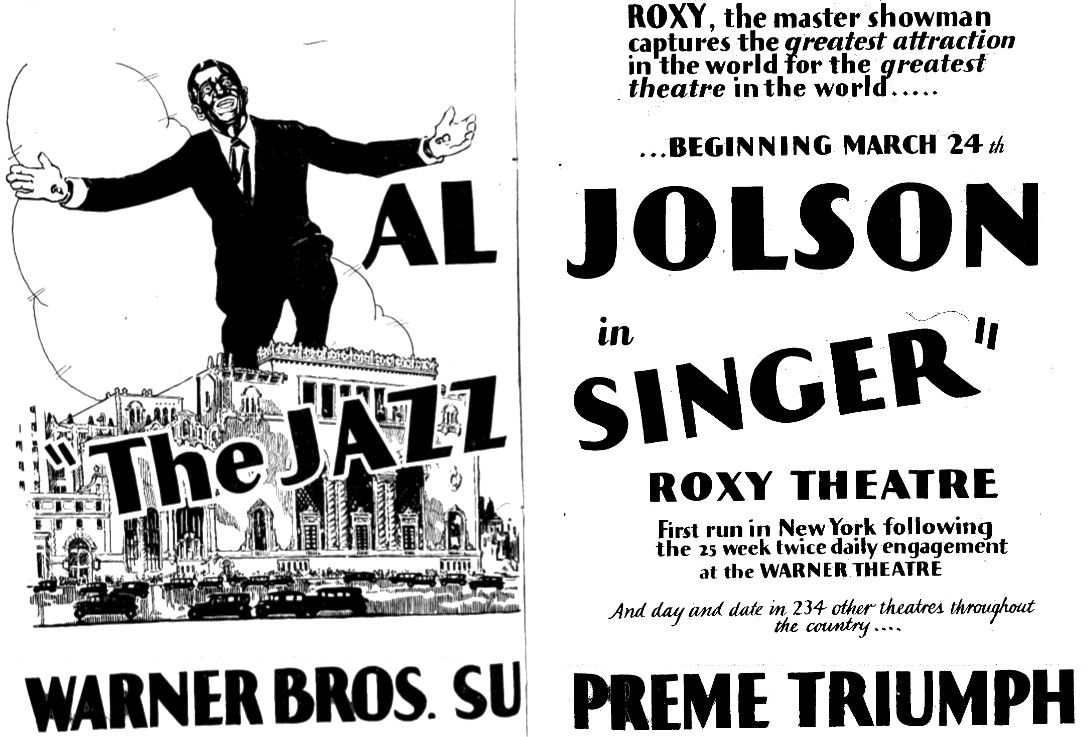 ROXY, the master showman
captures the greatest attraction
in the world for the greatest
theatre in the world.....
...BEGINNING MARCH 24th
AL JOLSON
in
"The JAZZ SINGER"
ROXY THEATRE
First run in New York following
the 25 week twice daily engagement
at the WARNER THEATRE
And day and date in 234 other theatres throughout
the country....
WARNER BROS. SUPREME TRIUMPH